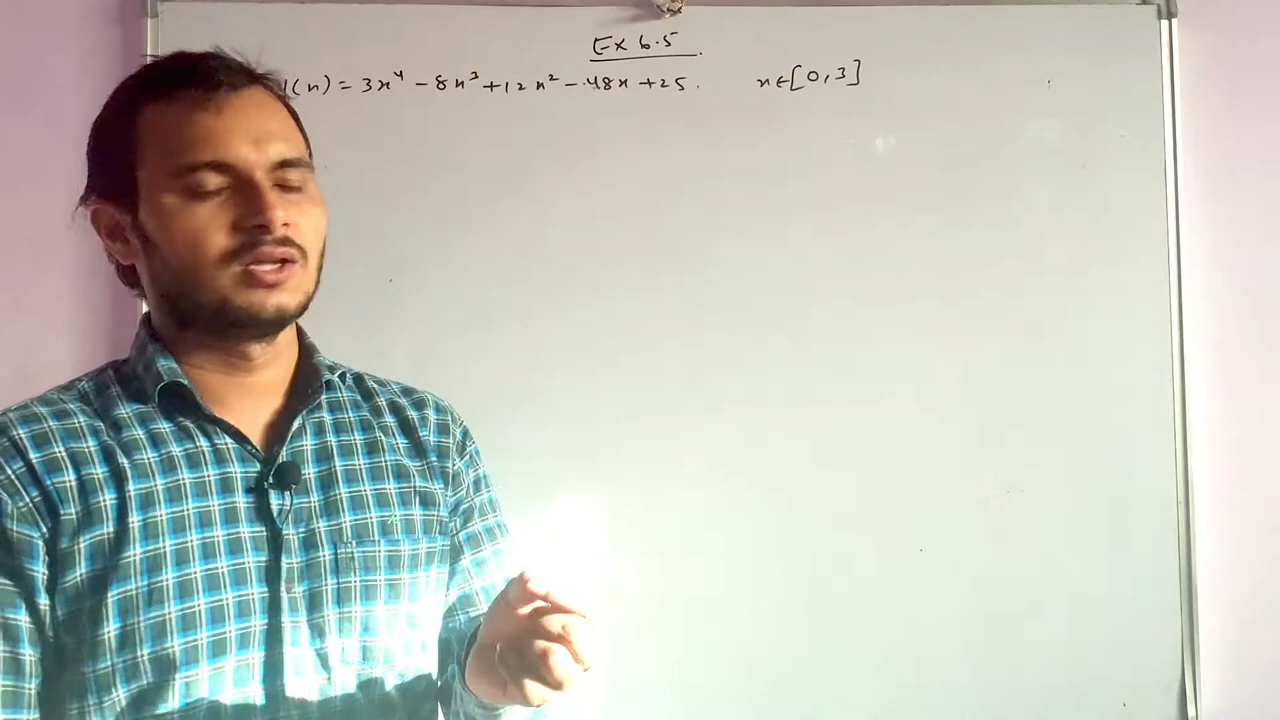 Ex 6.5
(x) = 3x⁴ - 8x³ + 12x² - 48x + 25. x ∈ [0, 3]